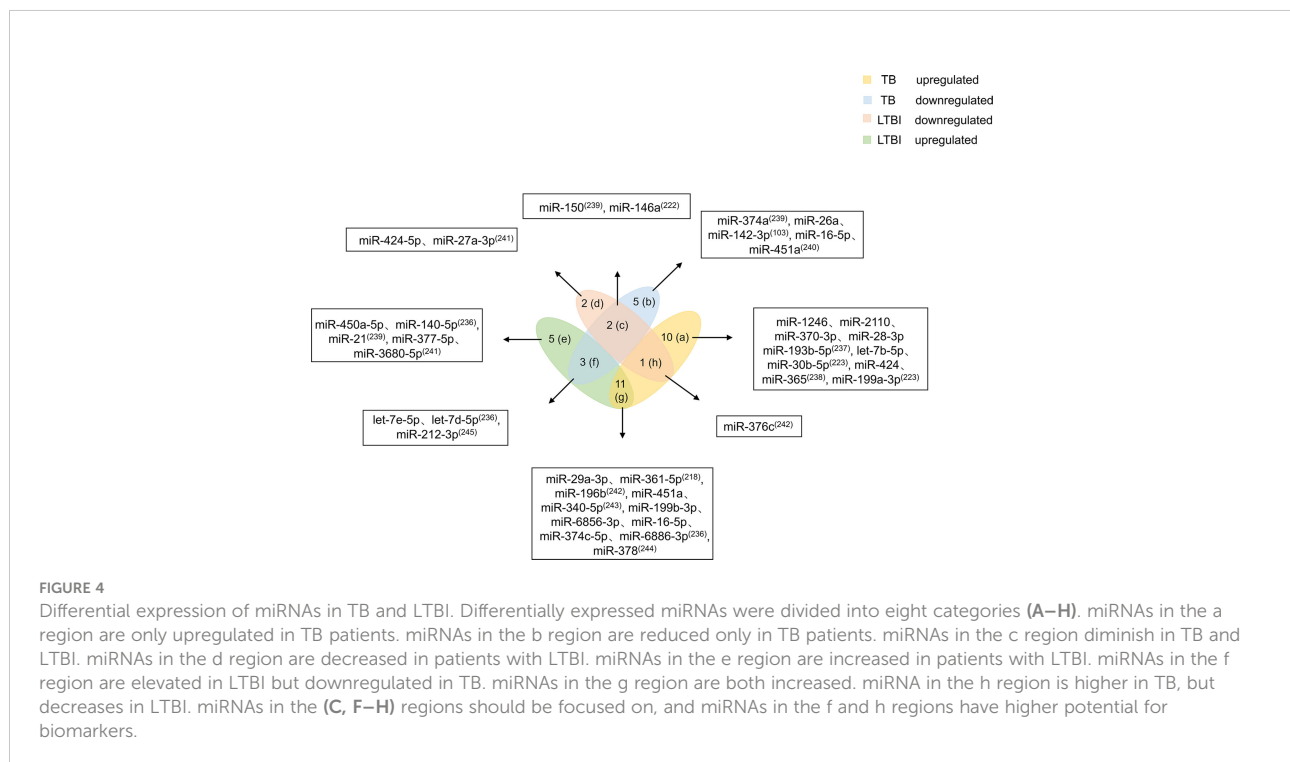 TB upregulated
TB downregulated
LTBI downregulated
LTBI upregulated
miR-150(239), miR-146a(222)
miR-374a(239), miR-26a、
miR-142-3p(103), miR-16-5p、
miR-451a(240)
miR-424-5p、miR-27a-3p(241)
2 (d)
5 (b)
2 (c)
miR-450a-5p、miR-140-5p(236),
miR-21(239), miR-377-5p、
miR-3680-5p(241)
5 (e)
10 (a)
3 (f)
1 (h)
11
(g)
miR-1246、miR-2110、
miR-370-3p、miR-28-3p
miR-193b-5p(237), let-7b-5p、
miR-30b-5p(223), miR-424、
miR-365(238), miR-199a-3p(223)
let-7e-5p、let-7d-5p(236),
miR-212-3p(245)
miR-376c(242)
miR-29a-3p、miR-361-5p(218),
miR-196b(242), miR-451a、
miR-340-5p(243), miR-199b-3p、
miR-6856-3p、miR-16-5p、
miR-374c-5p、miR-6886-3p(236),
miR-378(244)
FIGURE 4
Differential expression of miRNAs in TB and LTBI. Differentially expressed miRNAs were divided into eight categories (A–H). miRNAs in the a
region are only upregulated in TB patients. miRNAs in the b region are reduced only in TB patients. miRNAs in the c region diminish in TB and
LTBI. miRNAs in the d region are decreased in patients with LTBI. miRNAs in the e region are increased in patients with LTBI. miRNAs in the f
region are elevated in LTBI but downregulated in TB. miRNAs in the g region are both increased. miRNA in the h region is higher in TB, but
decreases in LTBI. miRNAs in the (C, F–H) regions should be focused on, and miRNAs in the f and h regions have higher potential for
biomarkers.